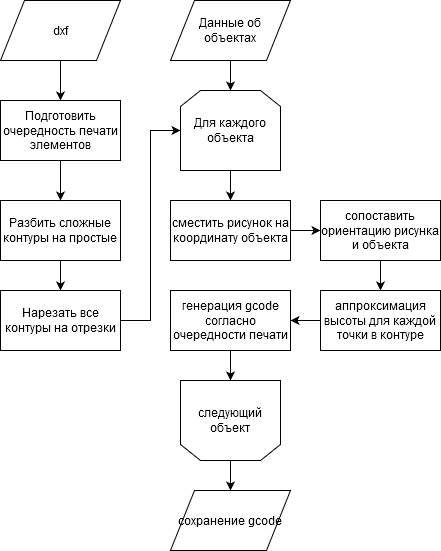 dxf
Подготовить
очередность печати
элементов
Разбить сложные
контуры на простые
Нарезать все
контуры на отрезки
Данные об
объектах
Для каждого
объекта
сместить рисунок на
координату объекта
сопоставить
ориентацию рисунка
и объекта
аппроксимация
высоты для каждой
точки в контуре
генерация gcode
согласно
очередности печати
следующий
объект
сохранение gcode